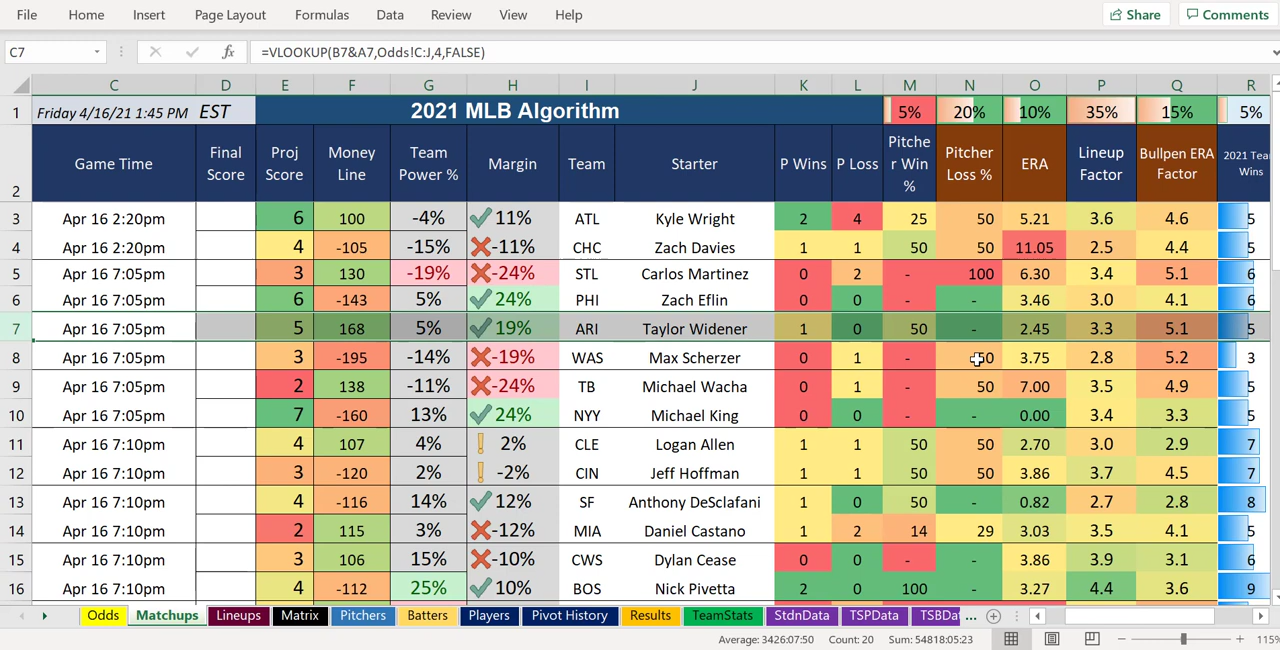 File Home Insert Page Layout Formulas Data Review View Help Share Comments
C7 fx =VLOOKUP(B7&A7,Odds!C:J,4,FALSE)
C D E F G H I J K L M N O P Q R
1 Friday 4/16/21 1:45 PM EST 2021 MLB Algorithm 5% 20% 10% 35% 15% 5%
2 Game Time Final Score Proj Score Money Line Team Power % Margin Team Starter P Wins P Loss Pitche r Win % Pitcher Loss % ERA Lineup Factor Bullpen ERA Factor 2021 Tea Wins
3 Apr 16 2:20pm 6 100 -4% 11% ATL Kyle Wright 2 4 25 50 5.21 3.6 4.6 5
4 Apr 16 2:20pm 4 -105 -15% -11% CHC Zach Davies 1 1 50 50 11.05 2.5 4.4 5
5 Apr 16 7:05pm 3 130 -19% -24% STL Carlos Martinez 0 2 - 100 6.30 3.4 5.1 6
6 Apr 16 7:05pm 6 -143 5% 24% PHI Zach Eflin 0 0 - - 3.46 3.0 4.1 6
7 Apr 16 7:05pm 5 168 5% 19% ARI Taylor Widener 1 0 50 - 2.45 3.3 5.1 5
8 Apr 16 7:05pm 3 -195 -14% -19% WAS Max Scherzer 0 1 - 50 3.75 2.8 5.2 3
9 Apr 16 7:05pm 2 138 -11% -24% TB Michael Wacha 0 1 - 50 7.00 3.5 4.9 5
10 Apr 16 7:05pm 7 -160 13% 24% NYY Michael King 0 0 - - 0.00 3.4 3.3 5
11 Apr 16 7:10pm 4 107 4% 2% CLE Logan Allen 1 1 50 50 2.70 3.0 2.9 7
12 Apr 16 7:10pm 3 -120 2% -2% CIN Jeff Hoffman 1 1 50 50 3.86 3.7 4.5 7
13 Apr 16 7:10pm 4 -116 14% 12% SF Anthony DeSclafani 1 0 50 - 0.82 2.7 2.8 8
14 Apr 16 7:10pm 2 115 3% -12% MIA Daniel Castano 1 2 14 29 3.03 3.5 4.1 5
15 Apr 16 7:10pm 3 106 15% -10% CWS Dylan Cease 0 0 - - 3.86 3.9 3.1 6
16 Apr 16 7:10pm 4 -112 25% 10% BOS Nick Pivetta 2 0 100 - 3.27 4.4 3.6 9
Odds Matchups Lineups Matrix Pitchers Batters Players Pivot History Results TeamStats StdnData TSPData TSBDa ...
Average: 3426:07:50 Count: 20 Sum: 54818:05:23 115%